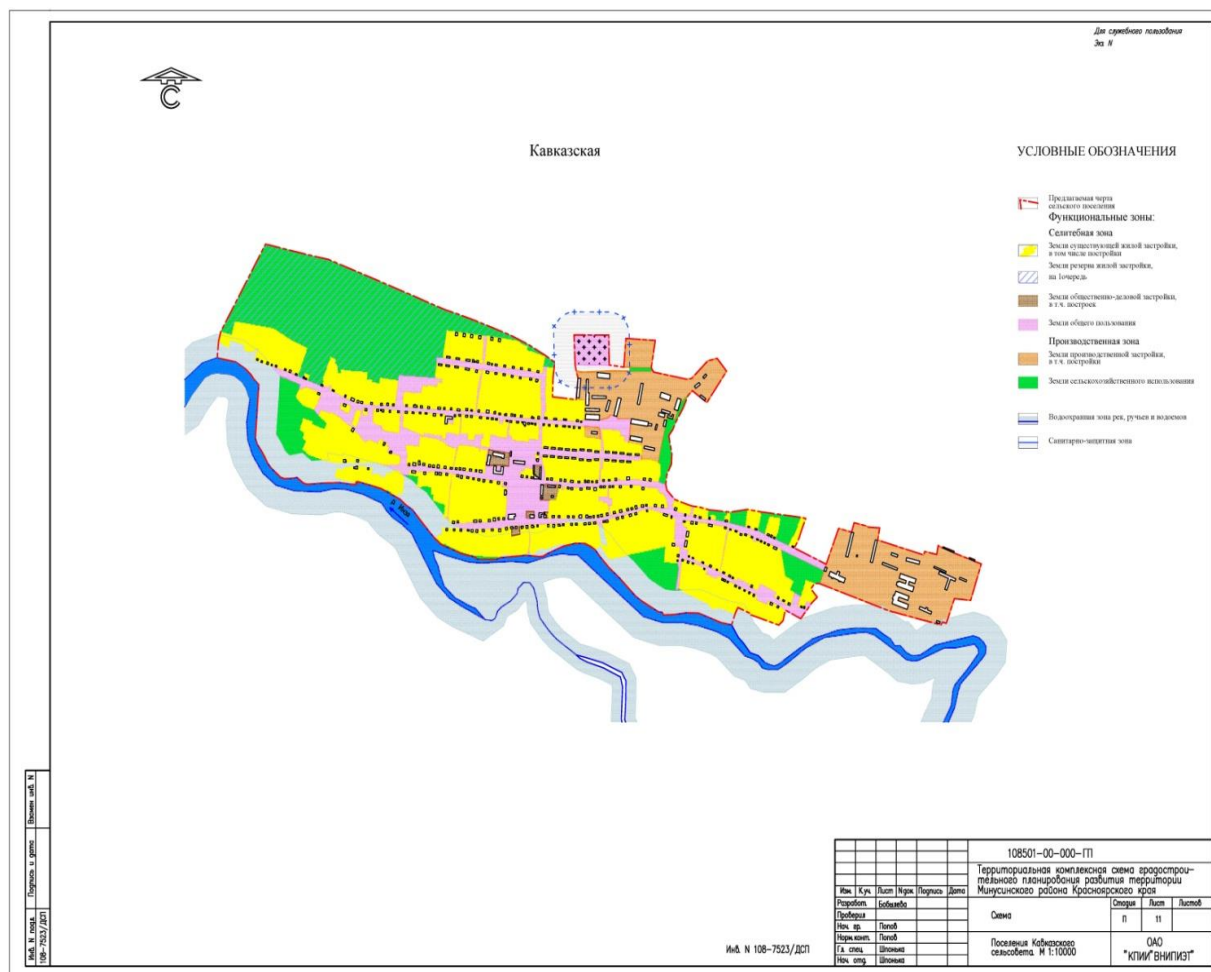 Для служебного пользования
Экз. N
С
Кавказская
УСЛОВНЫЕ ОБОЗНАЧЕНИЯ
Предлагаемая черта
сельского поселения
Функциональные зоны:
Селитебная зона
Земли существующей жилой застройки,
в том числе постройки
Земли резерва жилой застройки,
на 1очередь
Земли общественно-деловой застройки,
в т.ч. построек
Земли общего пользования
Производственная зона
Земли производственной застройки,
в т.ч. постройки
Земли сельскохозяйственного использования
Водоохранная зона рек, ручьев и водоемов
Санитарно-защитная зона
Взамен инв. N
Подпись и дата
Инв. N подл.
108-7523/ДСП
Инв. N 108-7523/ДСП
108501-00-000-ГП
Территориальная комплексная схема градострои-
тельного планирования развития территории
Минусинского района Красноярского края
Изм. К.уч. Лист Nдок Подпись Дата
Разработ.
Проверил
Нач. гр. Попов
Норм.конт. Попов
Гл. спец. Шпонька
Нач. отд. Шпонька
Схема
Стадия Лист Листов
П 11
Поселения Кавказского
сельсовета. М 1:10000
ОАО
"КПИИ"ВНИПИЭТ"